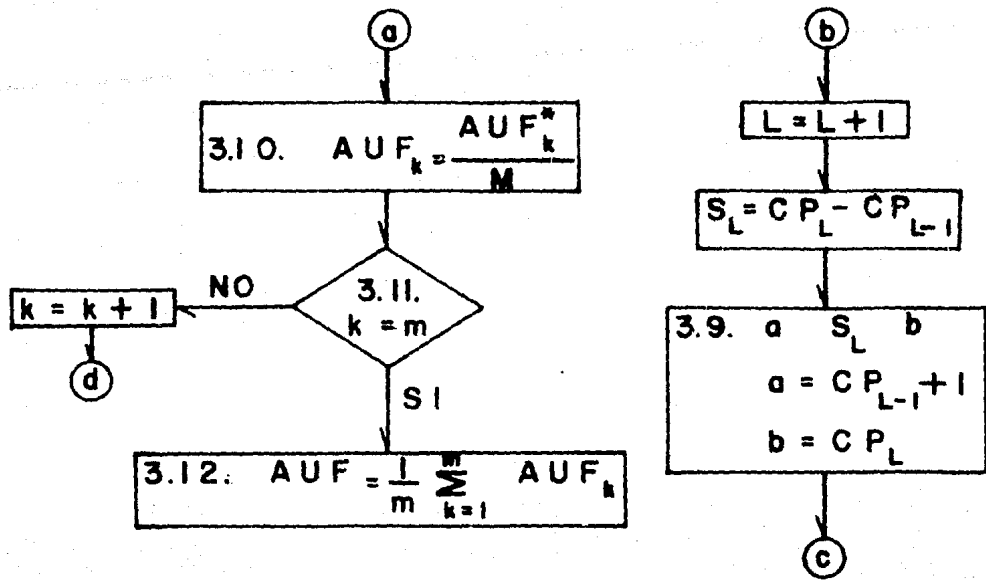 a
3.10. AUF_k = AUF*_k / M
3.11.
k = m
NO
k = k + 1
d
SI
3.12. AUF = 1/m M_{k=1}^{m} AUF_k
b
L = L + 1
S_L = CP_L - CP_{L-1}
3.9. a S_L b
a = CP_{L-1} + 1
b = CP_L
c